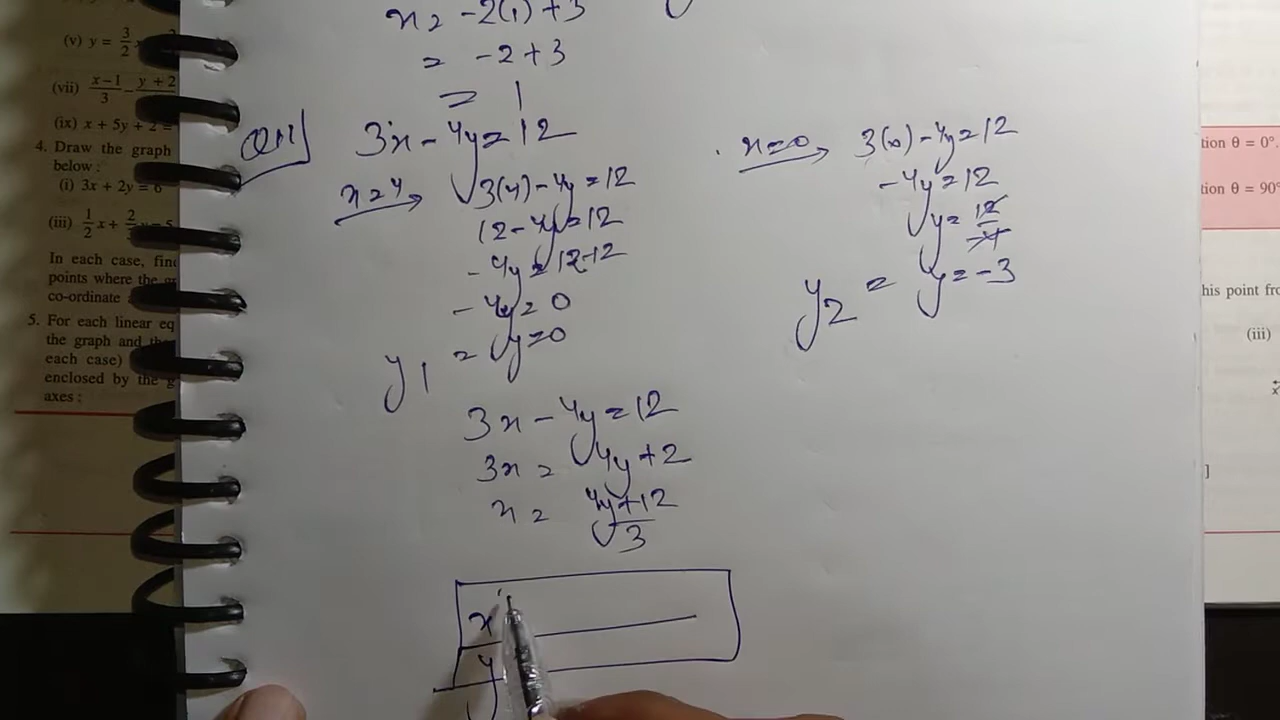 (v) y = 3/2
(vii) x−1/3 − y + 2
(ix) x + 5y + 2 =
4. Draw the graph
below :
(i) 3x + 2y = 6
(iii) 1/2 x + 2/
In each case, find
points where the
co-ordinate
5. For each linear eq
the graph and
each case)
enclosed by the g
axes :
x = -2(1) + 3
= -2 + 3
= 1
Q11] 3x - 4y = 12
x=4 → 3(4) - 4y = 12
12 - 4y = 12
- 4y = 12-12
- 4y = 0
y1 = y=0
x=0 → 3(0) - 4y = 12
-4y = 12
y = 12/-4
y2 = y = -3
3x - 4y = 12
3x = 4y + 2
x = 4y+12/3
x
y
tion θ = 0°.
tion θ = 90°
his point fro
(iii)
x
]